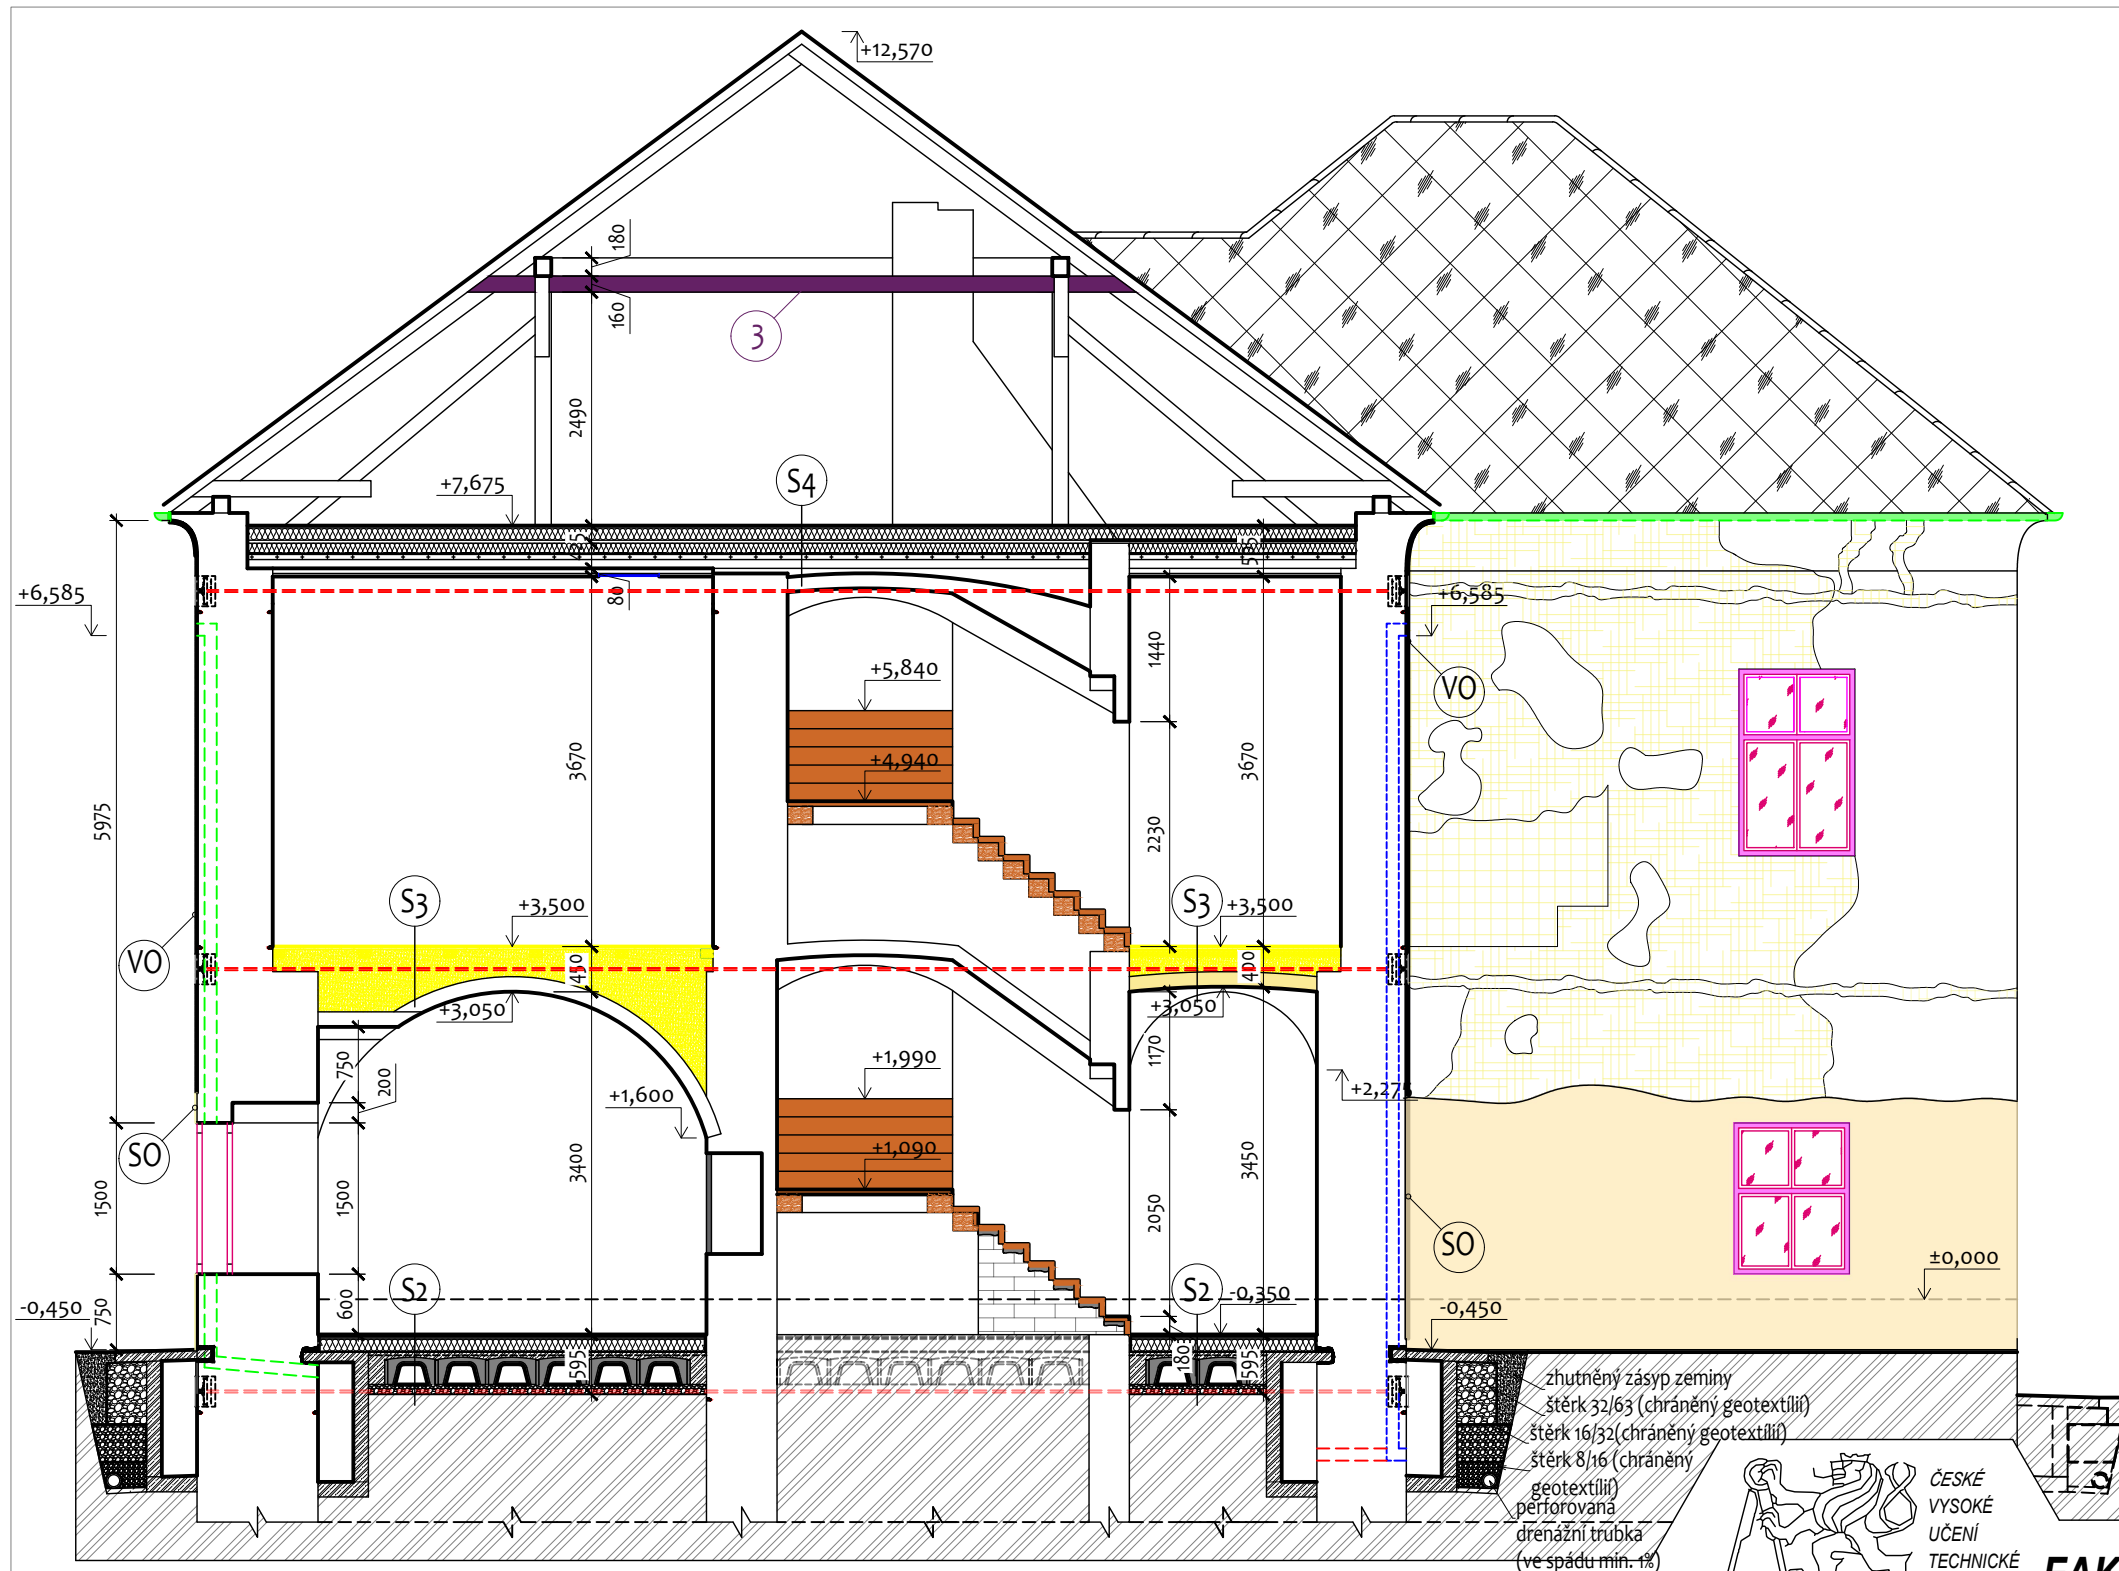 +12,570
180
160
3
2490
+7,675
S4
425
595
80
+6,585
+6,585
1440
+5,840
VO
+4,940
3670
3670
2230
5975
S3
+3,500
S3
+3,500
VO
450
400
+3,050
+3,050
750
200
+1,990
1170
+1,600
+2,275
SO
+1,090
3400
3450
1500
1500
2050
SO
±0,000
S2
S2
-0,350
-0,450
-0,450
750
600
180
595
595
zhutněný zásyp zeminy
štěrk 32/63 (chráněný geotextílií)
štěrk 16/32(chráněný geotextílií)
štěrk 8/16 (chráněný
geotextílií)
perforovaná
drenážní trubka
(ve spádu min. 1%)
ČESKÉ
VYSOKÉ
UČENÍ
TECHNICKÉ
FAK